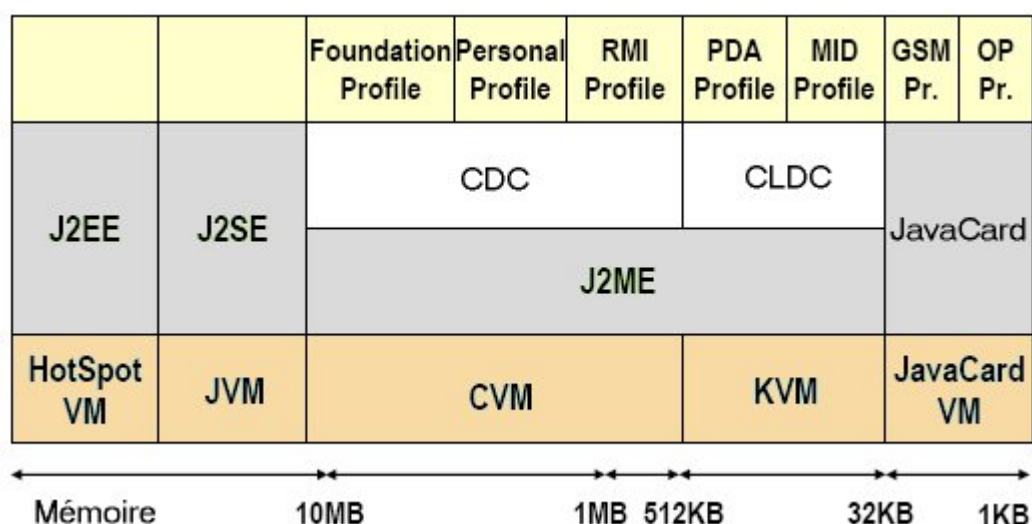 Foundation Profile
Personal Profile
RMI Profile
PDA Profile
MID Profile
GSM Pr.
OP Pr.
CDC
CLDC
J2EE
J2SE
JavaCard
J2ME
HotSpot VM
JVM
CVM
KVM
JavaCard VM
Mémoire 10MB 1MB 512KB 32KB 1KB